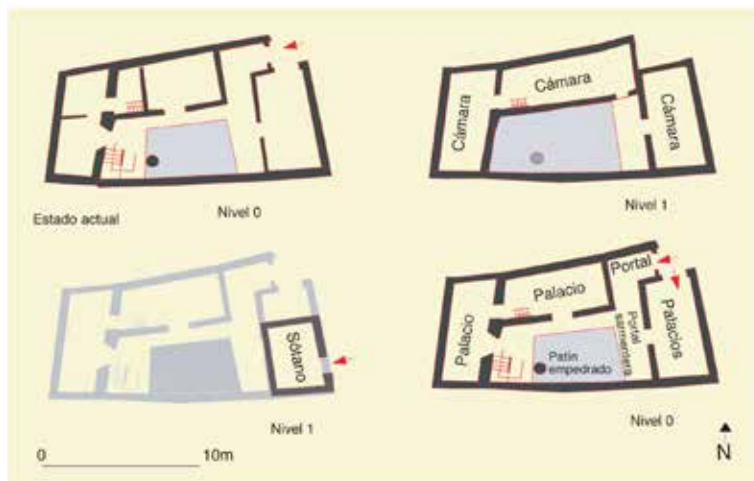 Estado actual
Nivel 0
Cámara
Cámara
Cámara
Nivel 1
Sótano
Nivel 1
Palacio
Palacio
Portal
Portal
sarmentera
Palacios
Patín
empedrado
Nivel 0
0 10m
N